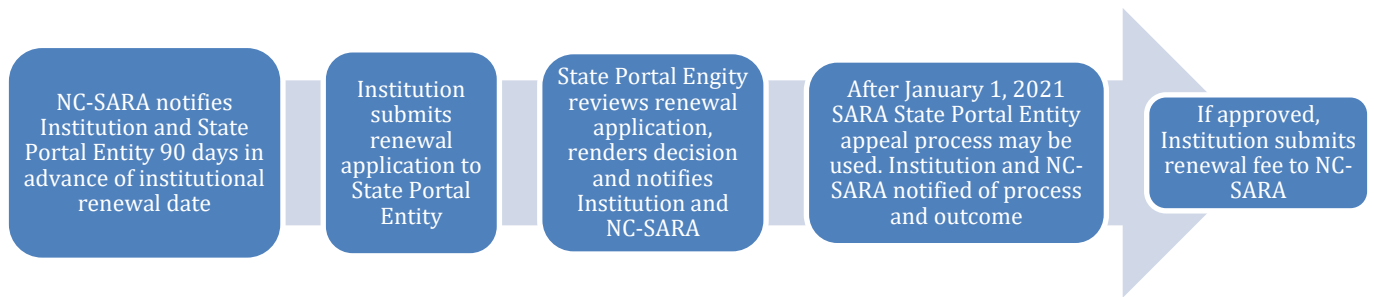 NC-SARA notifies
Institution and State
Portal Entity 90 days in
advance of institutional
renewal date
Institution
submits
renewal
application to
State Portal
Entity
State Portal Engity
reviews renewal
application,
renders decision
and notifies
Institution and
NC-SARA
After January 1, 2021
SARA State Portal Entity
appeal process may be
used. Institution and NC-
SARA notified of process
and outcome
If approved,
Institution submits
renewal fee to NC-
SARA